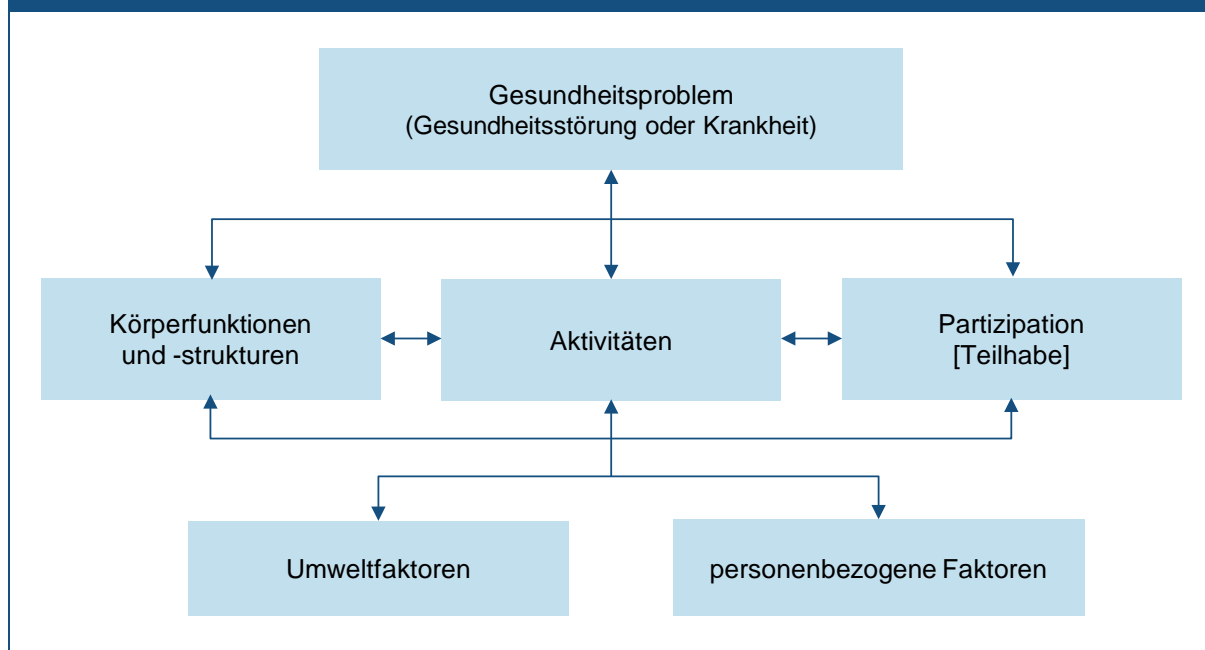 Gesundheitsproblem
(Gesundheitsstörung oder Krankheit)
Körperfunktionen
und -strukturen
Aktivitäten
Partizipation
[Teilhabe]
Umweltfaktoren
personenbezogene Faktoren